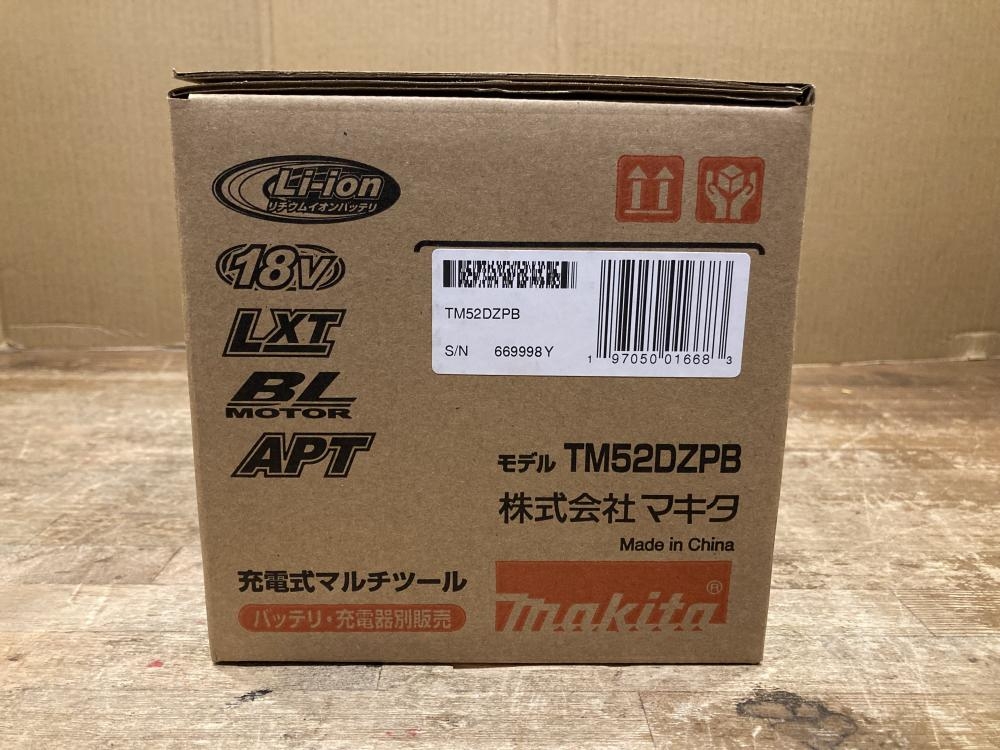 Li-ion
リチウムイオンバッテリ
18V
LXT
BL
MOTOR
APT
TM52DZPB
S/N 669998Y
1 97050 01668 3
モデル TM52DZPB
株式会社マキタ
Made in China
充電式マルチツール
バッテリ・充電器別販売
makita®